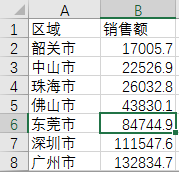 A B
1 区域 销售额
2 韶关市 17005.7
3 中山市 22526.9
4 珠海市 26032.8
5 佛山市 43830.1
6 东莞市 84744.9
7 深圳市 111547.6
8 广州市 132834.7